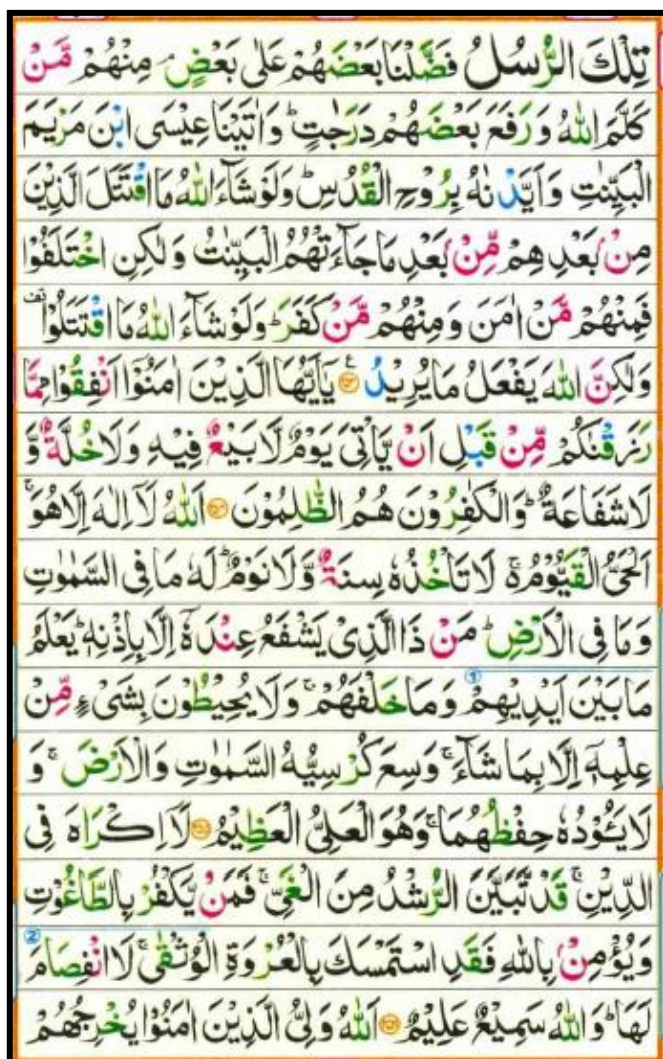 تِلۡكَ الرُّسُلُ فَضَّلۡنَا بَعۡضَهُمۡ عَلٰى بَعۡضٍ‌ۘ مِنۡهُمۡ مَّنۡ
كَلَّمَ اللّٰهُ‌ وَرَفَعَ بَعۡضَهُمۡ دَرَجٰتٍ‌ؕ وَاٰتَيۡنَا عِيۡسَى ابۡنَ مَرۡيَمَ
الۡبَيِّنٰتِ وَاَيَّدۡنٰهُ بِرُوۡحِ الۡقُدُسِ‌ؕ وَلَوۡ شَآءَ اللّٰهُ مَا اقۡتَتَلَ الَّذِيۡنَ
مِنۡۢ بَعۡدِهِمۡ مِّنۡۢ بَعۡدِ مَا جَآءَتۡهُمُ الۡبَيِّنٰتُ وَلٰكِنِ اخۡتَلَفُوۡا
فَمِنۡهُمۡ مَّنۡ اٰمَنَ وَمِنۡهُمۡ مَّنۡ كَفَرَ‌ؕ وَلَوۡ شَآءَ اللّٰهُ مَا اقۡتَتَلُوۡا
وَلٰكِنَّ اللّٰهَ يَفۡعَلُ مَا يُرِيۡدُ يٰٓاَيُّهَا الَّذِيۡنَ اٰمَنُوۡۤا اَنۡفِقُوۡا مِمَّا
رَزَقۡنٰكُمۡ مِّنۡ قَبۡلِ اَنۡ يَّاۡتِىَ يَوۡمٌ لَّا بَيۡعٌ فِيۡهِ وَلَا خُلَّةٌ وَّ
لَا شَفَاعَةٌ ‌ؕ وَالۡكٰفِرُوۡنَ هُمُ الظّٰلِمُوۡنَ اَللّٰهُ لَاۤ اِلٰهَ اِلَّا هُوَ‌ۚ
اَلۡحَىُّ الۡقَيُّوۡمُ‌ۚ لَا تَاۡخُذُهٗ سِنَةٌ وَّلَا نَوۡمٌ‌ؕ لَهٗ مَا فِى السَّمٰوٰتِ
وَمَا فِى الۡاَرۡضِ‌ؕ مَنۡ ذَا الَّذِىۡ يَشۡفَعُ عِنۡدَهٗۤ اِلَّا بِاِذۡنِهٖ‌ؕ يَعۡلَمُ
مَا بَيۡنَ اَيۡدِيۡهِمۡ وَمَا خَلۡفَهُمۡ‌ۚ وَلَا يُحِيۡطُوۡنَ بِشَىۡءٍ مِّنۡ
عِلۡمِهٖۤ اِلَّا بِمَا شَآءَ‌ۚ وَسِعَ كُرۡسِيُّهُ السَّمٰوٰتِ وَالۡاَرۡضَ‌ۚ وَ
لَا يَـُٔوۡدُهٗ حِفۡظُهُمَا‌ۚ وَهُوَ الۡعَلِىُّ الۡعَظِيۡمُ لَاۤ اِكۡرَاهَ فِى
الدِّيۡنِ‌ۚ قَد تَّبَيَّنَ الرُّشۡدُ مِنَ الۡغَىِّ‌ۚ فَمَنۡ يَّكۡفُرۡ بِالطَّاغُوۡتِ
وَيُؤۡمِنۡۢ بِاللّٰهِ فَقَدِ اسۡتَمۡسَكَ بِالۡعُرۡوَةِ الۡوُثۡقٰى‌ۚ لَا انْفِصَامَ
لَهَا‌ؕ وَاللّٰهُ سَمِيۡعٌ عَلِيۡمٌ اَللّٰهُ وَلِىُّ الَّذِيۡنَ اٰمَنُوۡا يُخۡرِجُهُمۡ